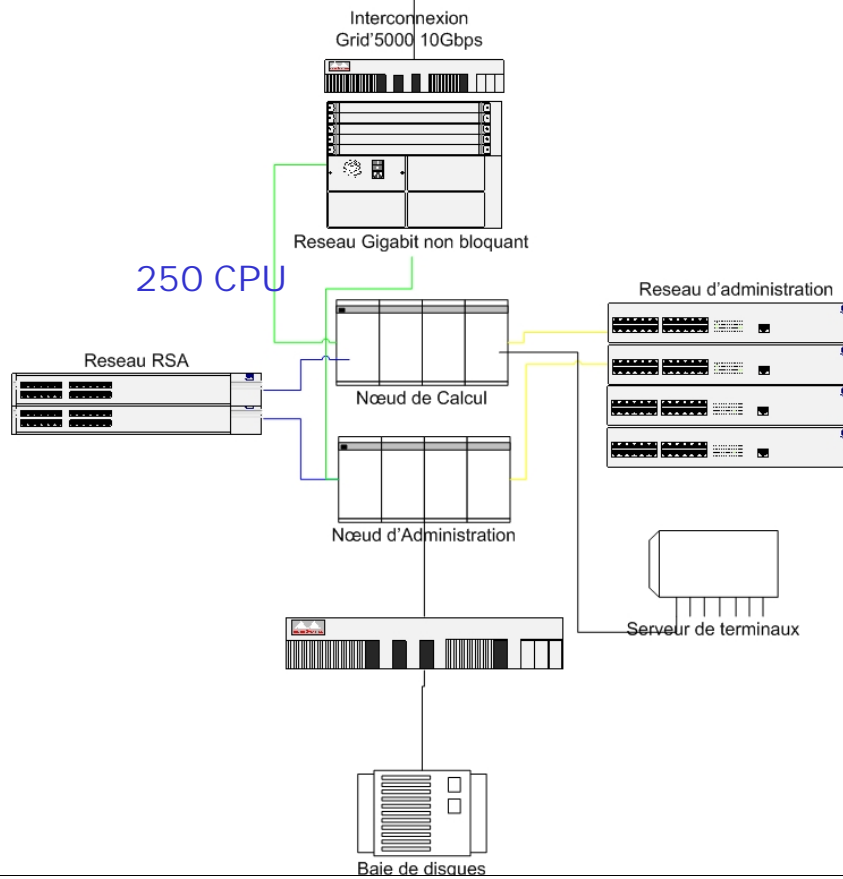 Interconnexion
Grid'5000 10Gbps
Reseau Gigabit non bloquant
250 CPU
Reseau d'administration
Reseau RSA
Nœud de Calcul
Nœud d'Administration
Serveur de terminaux
Baie de disques